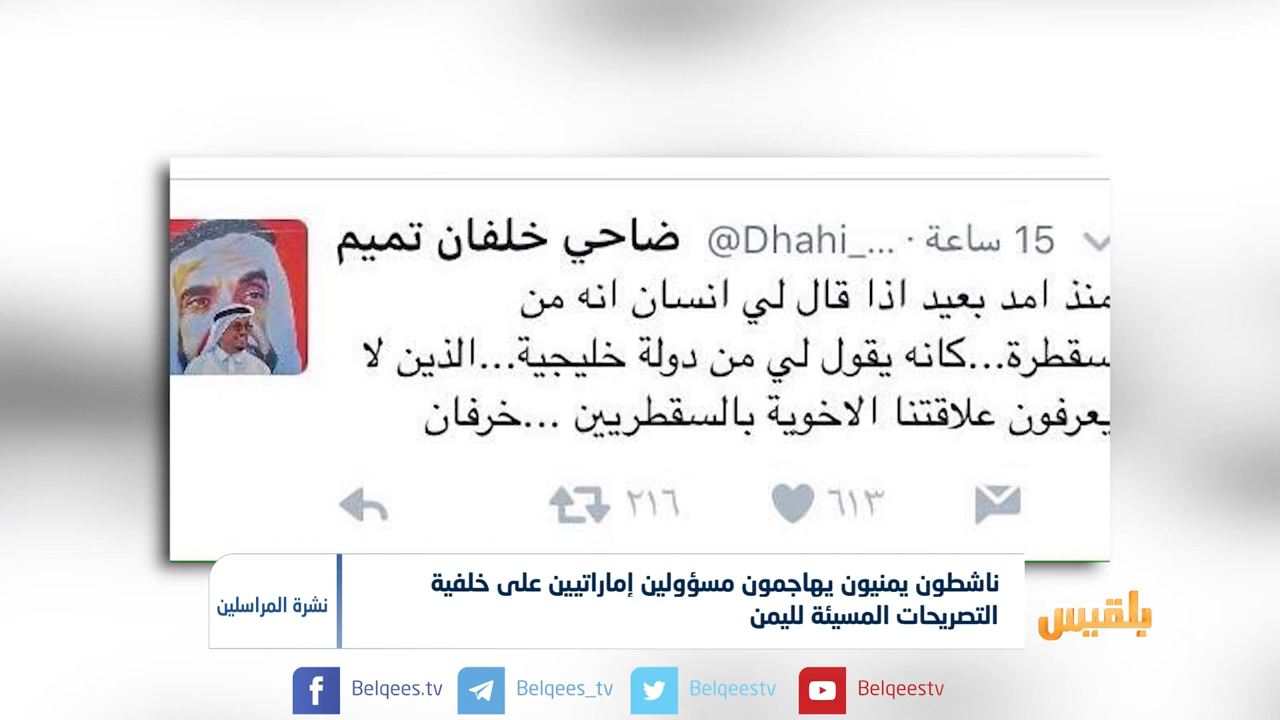 ضاحي خلفان تميم @Dhahi_... · 15 ساعة
منذ امد بعيد اذا قال لي انسان انه من
سقطرة...كانه يقول لي من دولة خليجية...الذين لا
يعرفون علاقتنا الاخوية بالسقطريين ...خرفان
٢١٦ ٦١٣
ناشطون يمنيون يهاجمون مسؤولين إماراتيين على خلفية
التصريحات المسيئة لليمن
نشرة المراسلين
بلقيس
Belqees.tv Belqees_tv Belqeestv Belqeestv